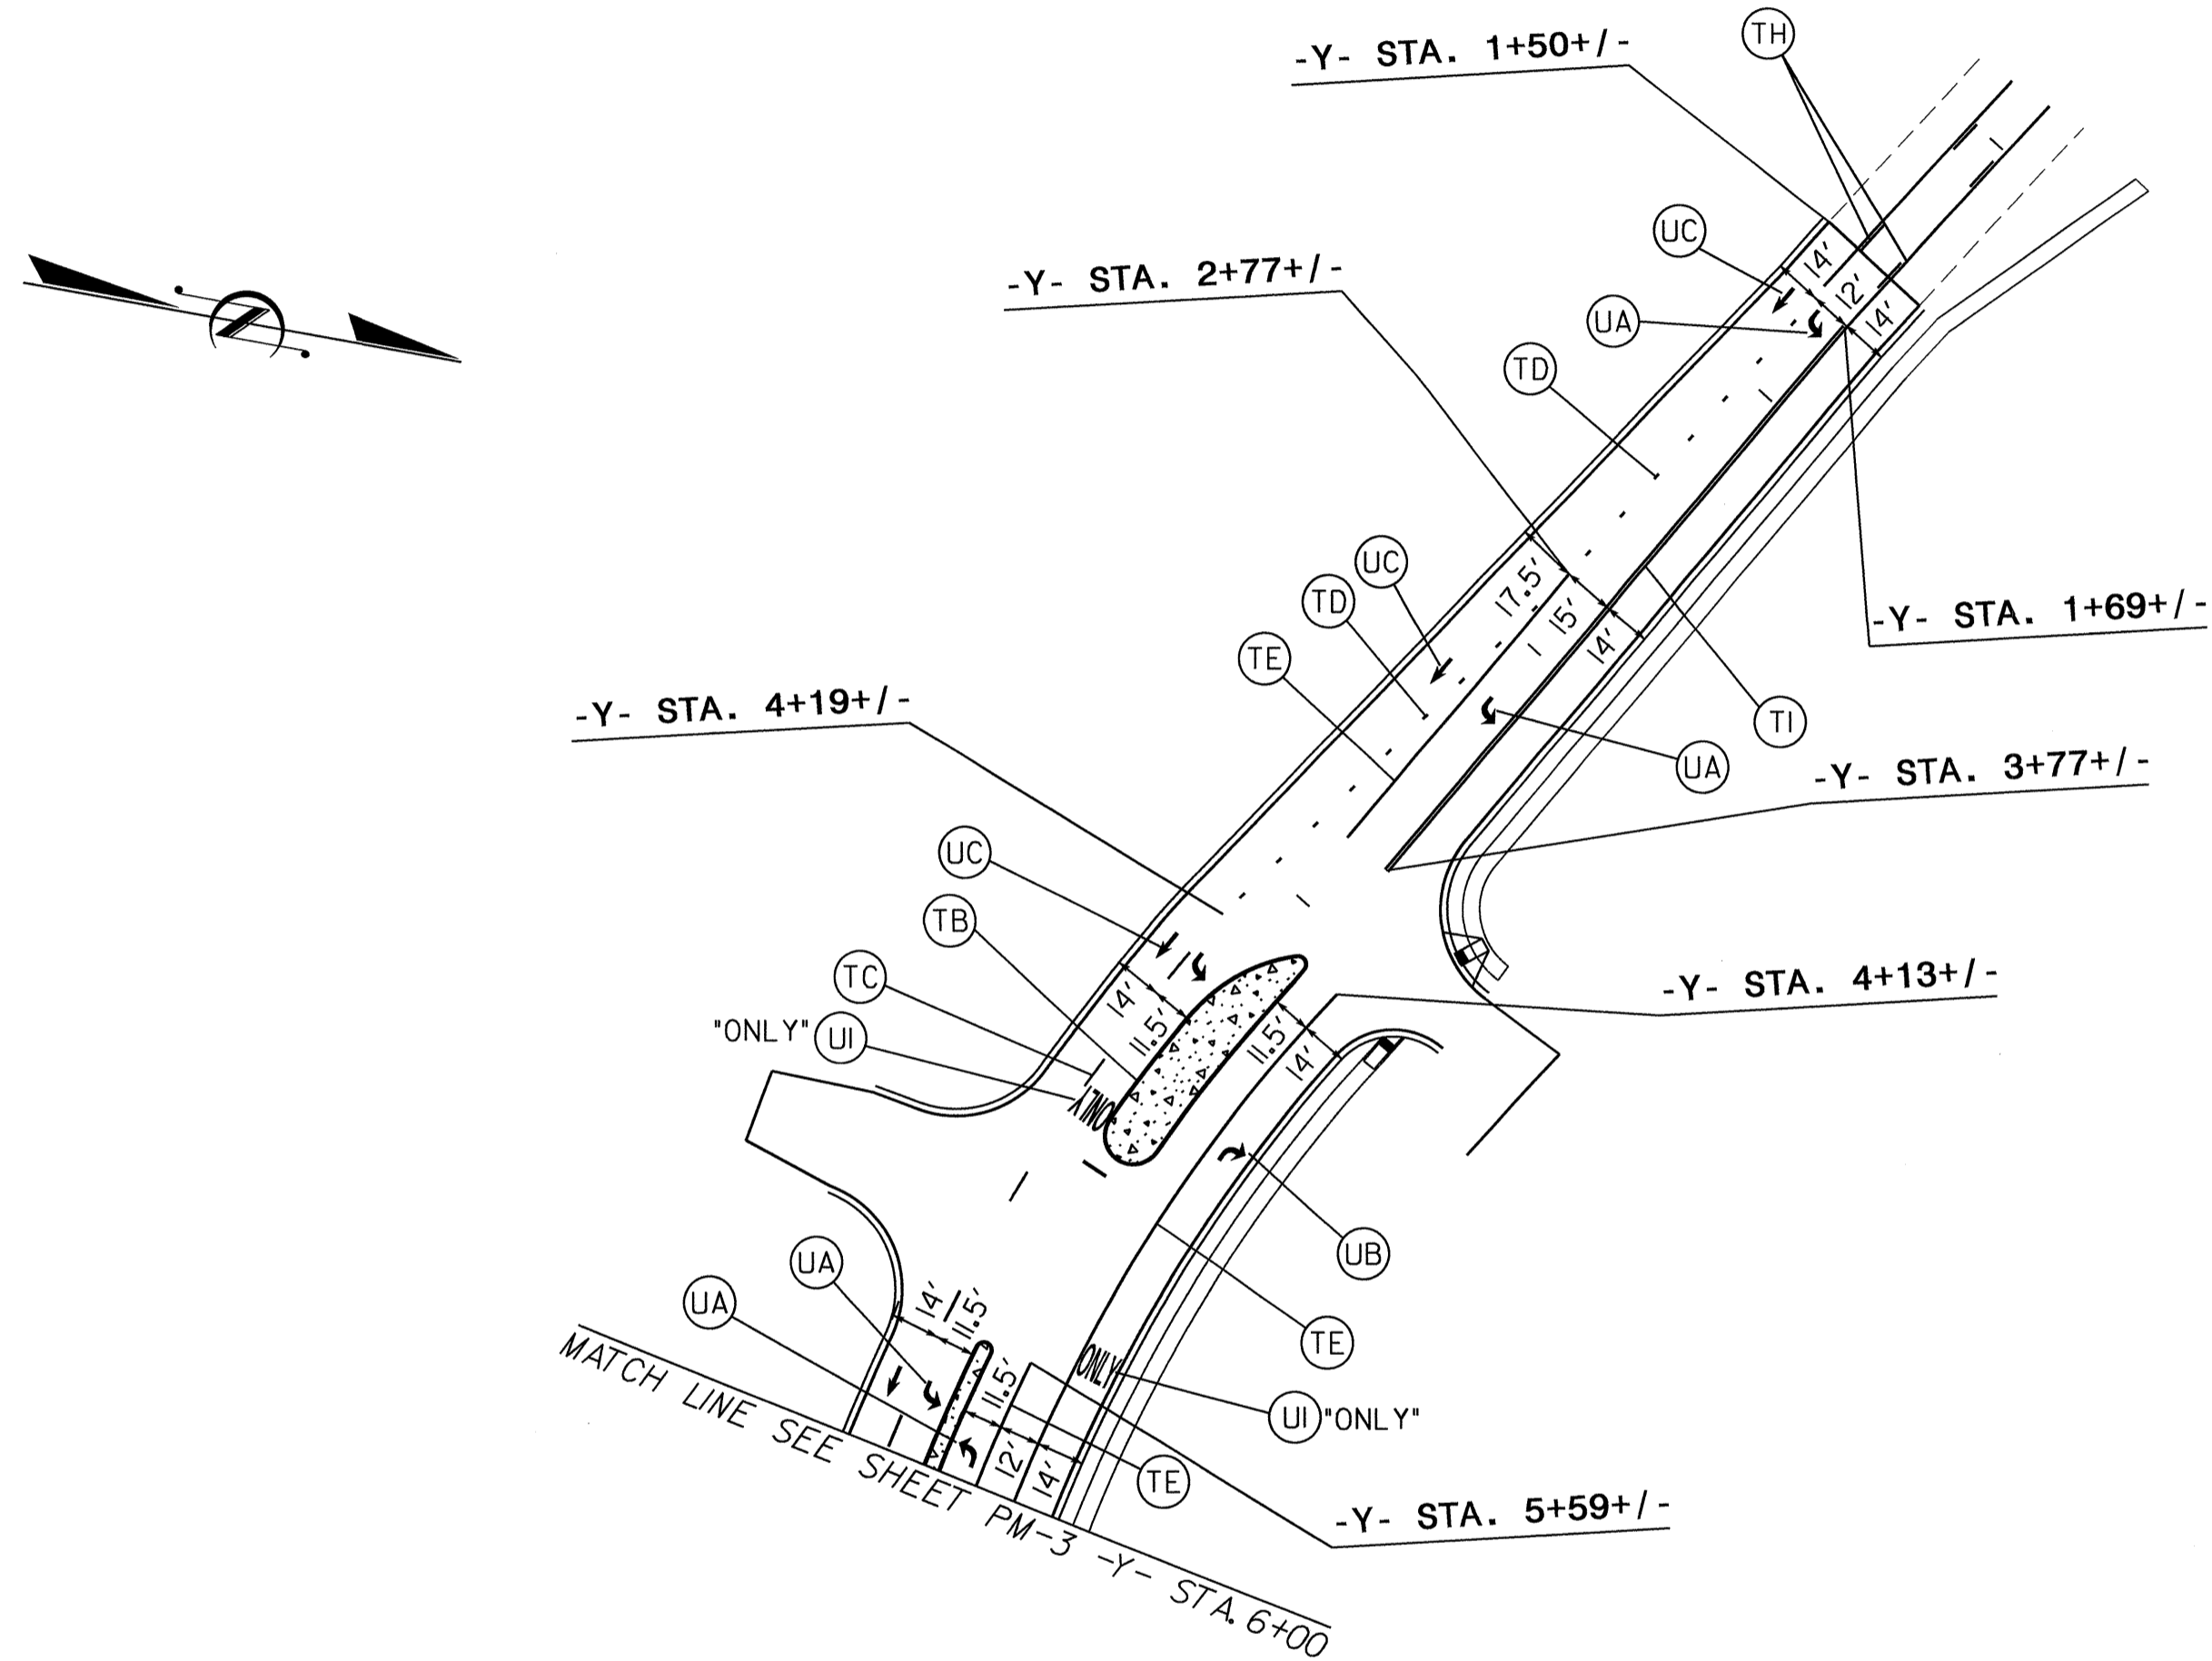 TH
-Y- STA. 1+50+/-
UC
14'
12'
14'
-Y- STA. 2+77+/-
UA
TD
UC
17.5'
15'
14'
TD
-Y- STA. 1+69+/-
TE
-Y- STA. 4+19+/-
TI
UA
-Y- STA. 3+77+/-
UC
TB
TC
-Y- STA. 4+13+/-
"ONLY" UI
14'
11.5'
11.5'
14'
ONLY
UB
UA
UA
14'
11.5'
TE
ONLY
11.5'
UI "ONLY"
12'
14'
TE
-Y- STA. 5+59+/-
MATCH LINE SEE SHEET PM-3 -Y- STA. 6+00